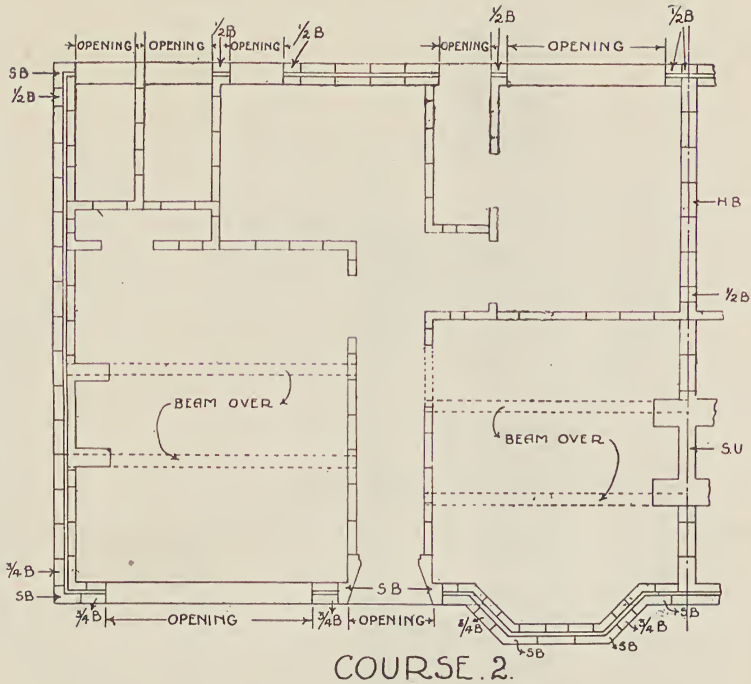 1/2B
1/2B
1/2B
1/2B
OPENING
OPENING
OPENING
OPENING
OPENING
SB
1/2B
HB
1/2B
BEAM OVER
BEAM OVER
S.U
3/4B
SB
SB
3/4B
OPENING
3/4B
OPENING
3/4B
SB
SB
3/4B
SB
COURSE.2.